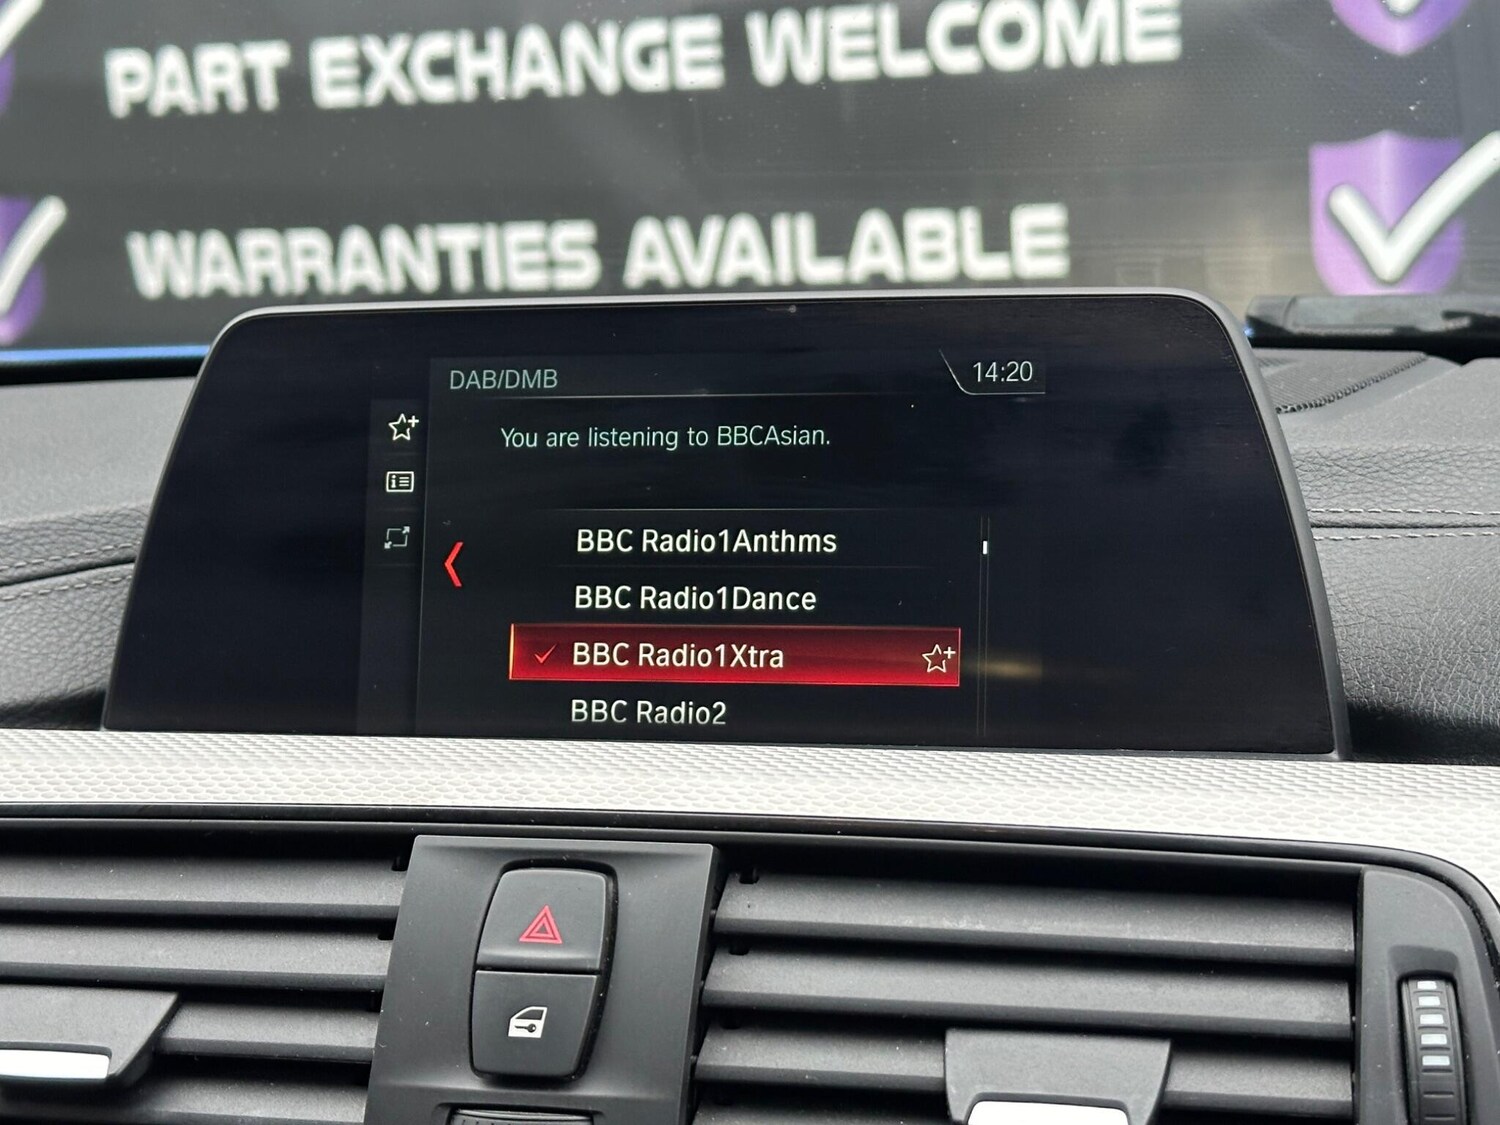 PART EXCHANGE WELCOME
WARRANTIES AVAILABLE
DAB/DMB
14:20
You are listening to BBCAsian.
BBC Radio1Anthms
BBC Radio1Dance
BBC Radio1Xtra
BBC Radio2